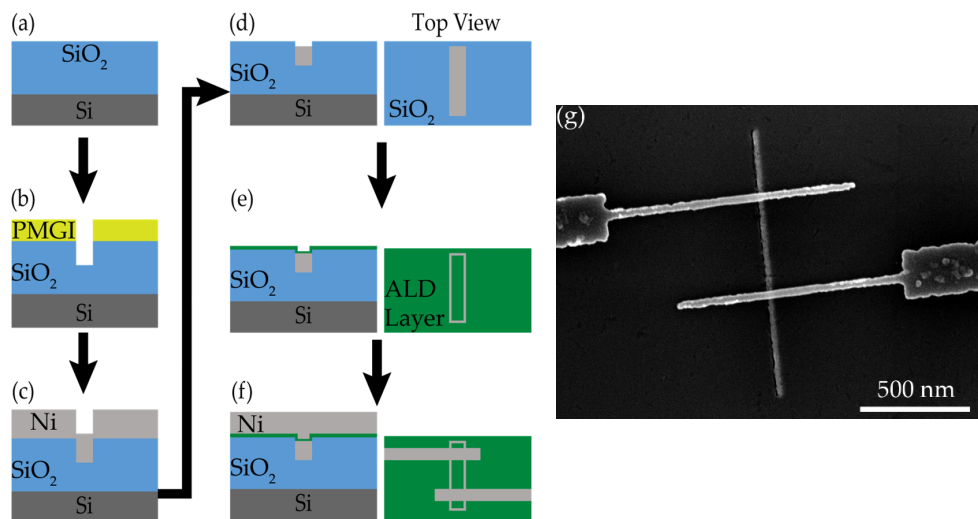 (a)
SiO₂
Si
(b)
PMGI
SiO₂
Si
(c)
Ni
SiO₂
Si
(d)
Top View
SiO₂
Si
SiO₂
(e)
SiO₂
Si
ALD
Layer
(f)
Ni
SiO₂
Si
(g)
500 nm